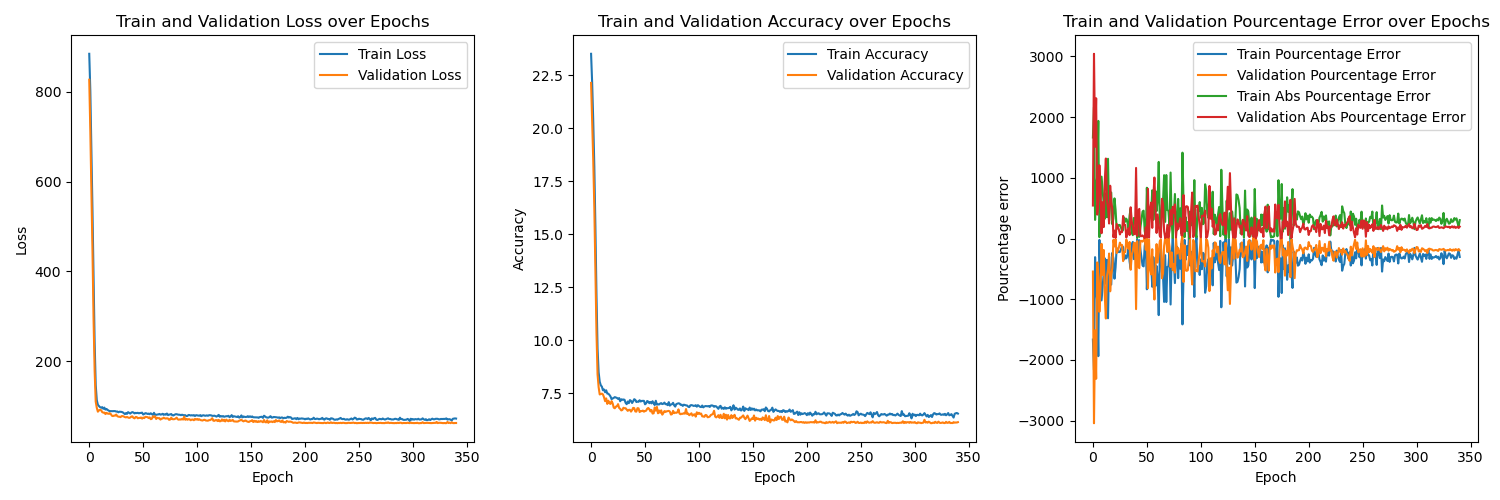 Train and Validation Loss over Epochs
Train Loss
Validation Loss
800
600
400
200
Loss
0 50 100 150 200 250 300 350
Epoch
Train and Validation Accuracy over Epochs
Train Accuracy
Validation Accuracy
22.5
20.0
17.5
15.0
12.5
10.0
7.5
Accuracy
0 50 100 150 200 250 300 350
Epoch
Train and Validation Pourcentage Error over Epochs
Train Pourcentage Error
Validation Pourcentage Error
Train Abs Pourcentage Error
Validation Abs Pourcentage Error
3000
2000
1000
0
−1000
−2000
−3000
Pourcentage error
0 50 100 150 200 250 300 350
Epoch